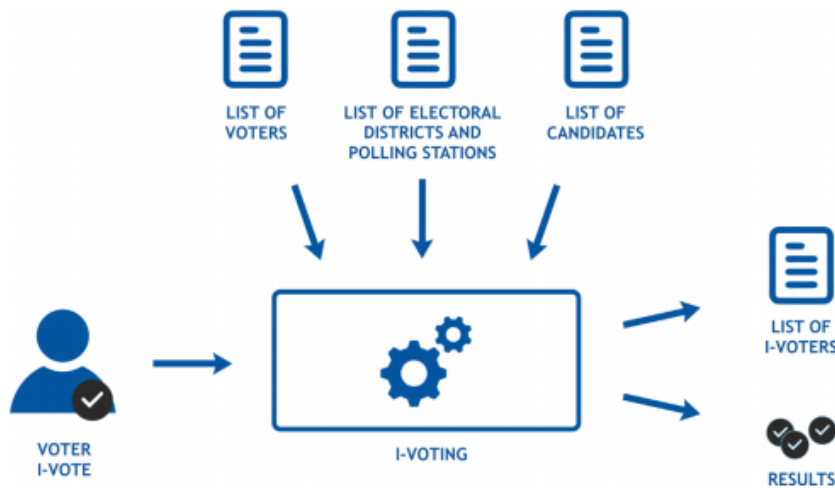 LIST OF
VOTERS
LIST OF ELECTORAL
DISTRICTS AND
POLLING STATIONS
LIST OF
CANDIDATES
LIST OF
I-VOTERS
VOTER
I-VOTE
I-VOTING
RESULTS